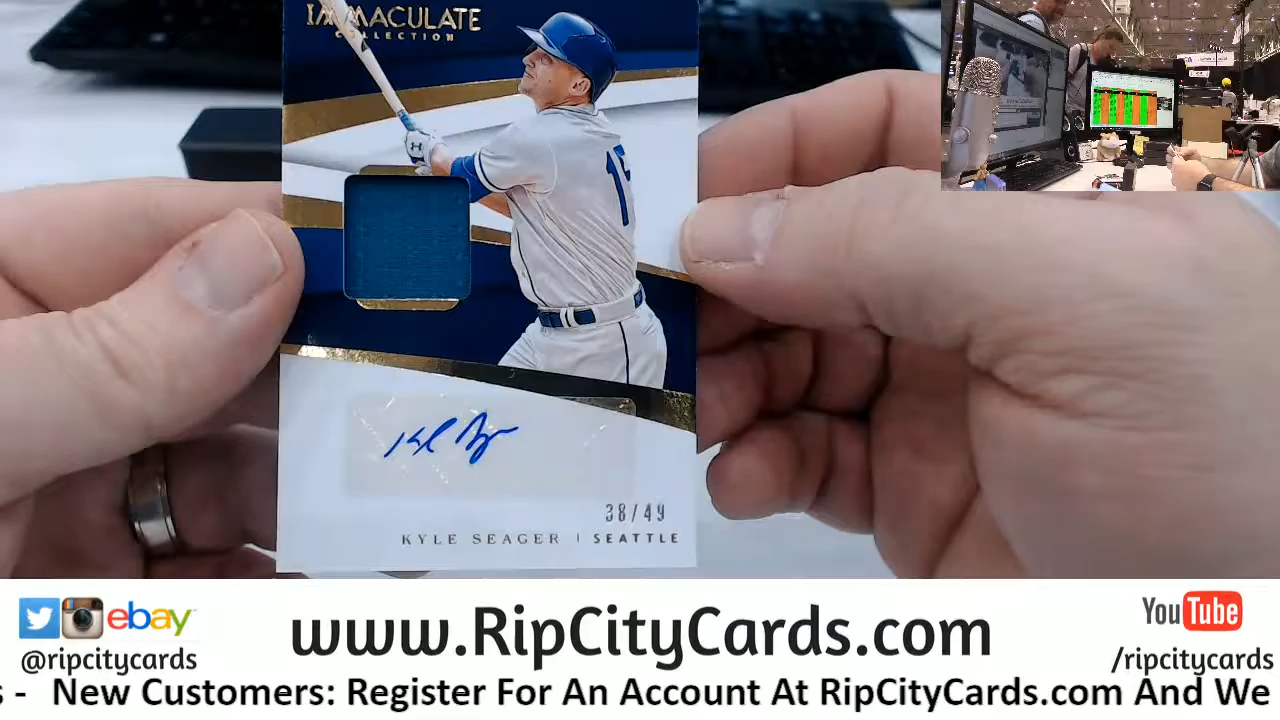 IMMACULATE
COLLECTION
15
38/49
KYLE SEAGER | SEATTLE
ebay
@ripcitycards
www.RipCityCards.com
YouTube
/ripcitycards
s - New Customers: Register For An Account At RipCityCards.com And We